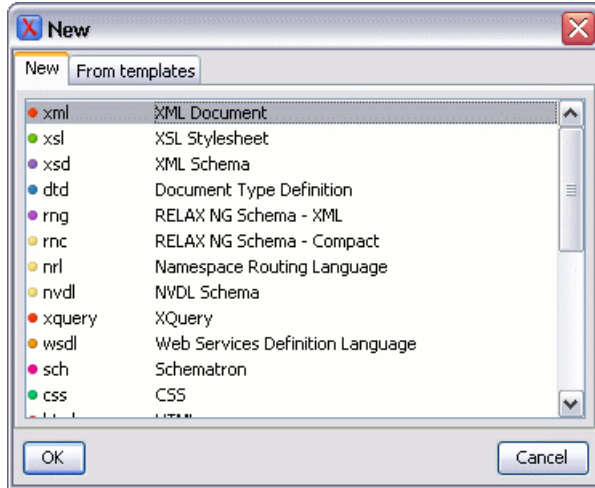 New
New From templates
xml XML Document
xsl XSL Stylesheet
xsd XML Schema
dtd Document Type Definition
rng RELAX NG Schema - XML
rnc RELAX NG Schema - Compact
nrl Namespace Routing Language
nvdl NVDL Schema
xquery XQuery
wsdl Web Services Definition Language
sch Schematron
css CSS
OK Cancel